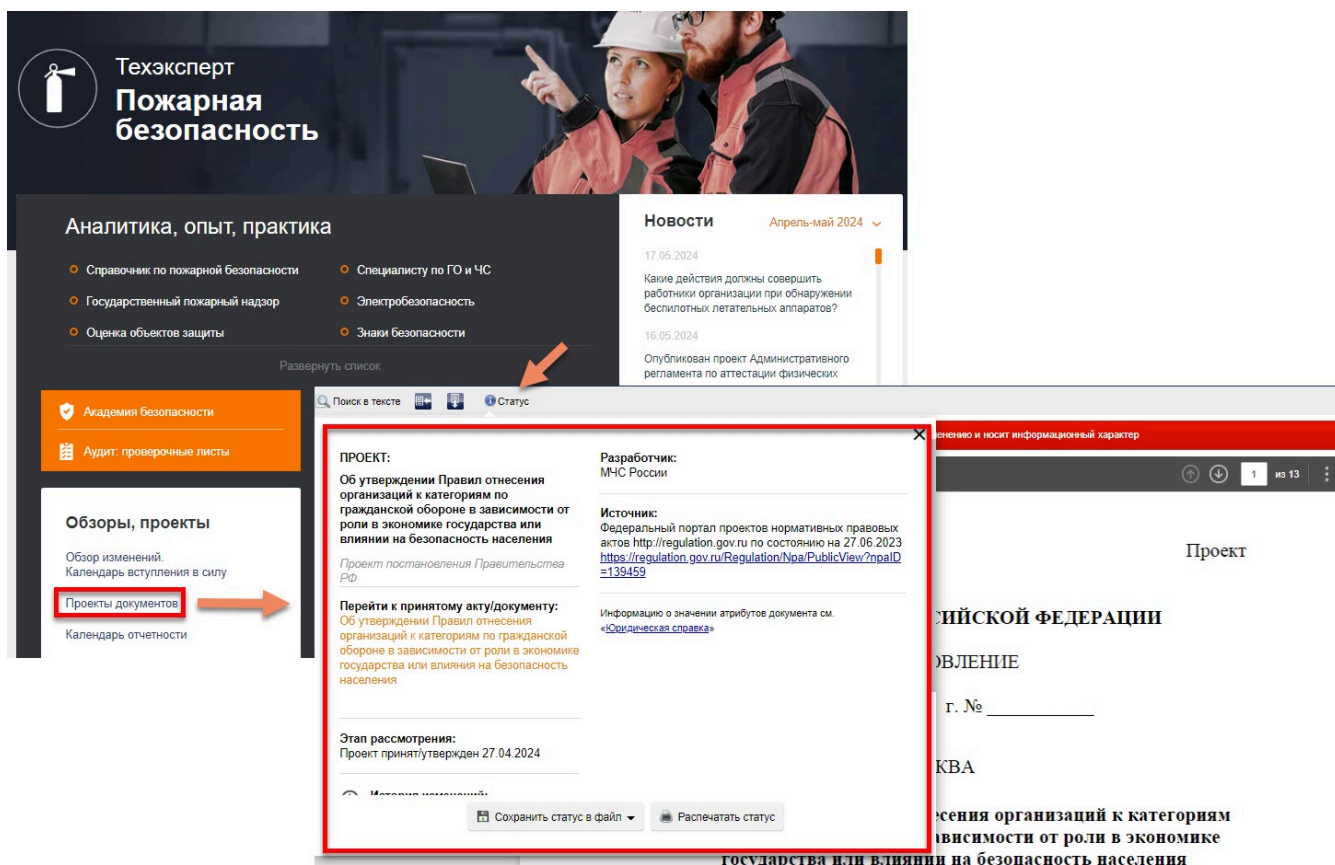 Техэксперт
Пожарная
безопасность
Аналитика, опыт, практика
Справочник по пожарной безопасности
Государственный пожарный надзор
Оценка объектов защиты
Специалисту по ГО и ЧС
Электробезопасность
Знаки безопасности
Развернуть список
Новости
Апрель-май 2024
17.05.2024
Какие действия должны совершить
работники организации при обнаружении
беспилотных летательных аппаратов?
16.05.2024
Опубликован проект Административного
регламента по аттестации физических
Академия безопасности
Аудит: проверочные листы
Обзоры, проекты
Обзор изменений.
Календарь вступления в силу
Проекты документов
Календарь отчетности
Поиск в тексте
Статус
ПРОЕКТ:
Об утверждении Правил отнесения
организаций к категориям по
гражданской обороне в зависимости от
роли в экономике государства или
влиянии на безопасность населения
Проект постановления Правительства
РФ
Перейти к принятому акту/документу:
Об утверждении Правил отнесения
организаций к категориям по гражданской
обороне в зависимости от роли в экономике
государства или влияния на безопасность
населения
Этап рассмотрения:
Проект принят/утвержден 27.04.2024
История изменений:
Разработчик:
МЧС России
Источник:
Федеральный портал проектов нормативных правовых
актов http://regulation.gov.ru по состоянию на 27.06.2023
https://regulation.gov.ru/Regulation/Npa/PublicView?npaID
=139459
Информацию о значении атрибутов документа см.
«Юридическая справка»
Сохранить статус в файл
Распечатать статус
енению и носит информационный характер
1 из 13
Проект
СИЙСКОЙ ФЕДЕРАЦИИ
ОВЛЕНИЕ
г. № ___________
КВА
есения организаций к категориям
ависимости от роли в экономике
государства или влиянии на безопасность населения